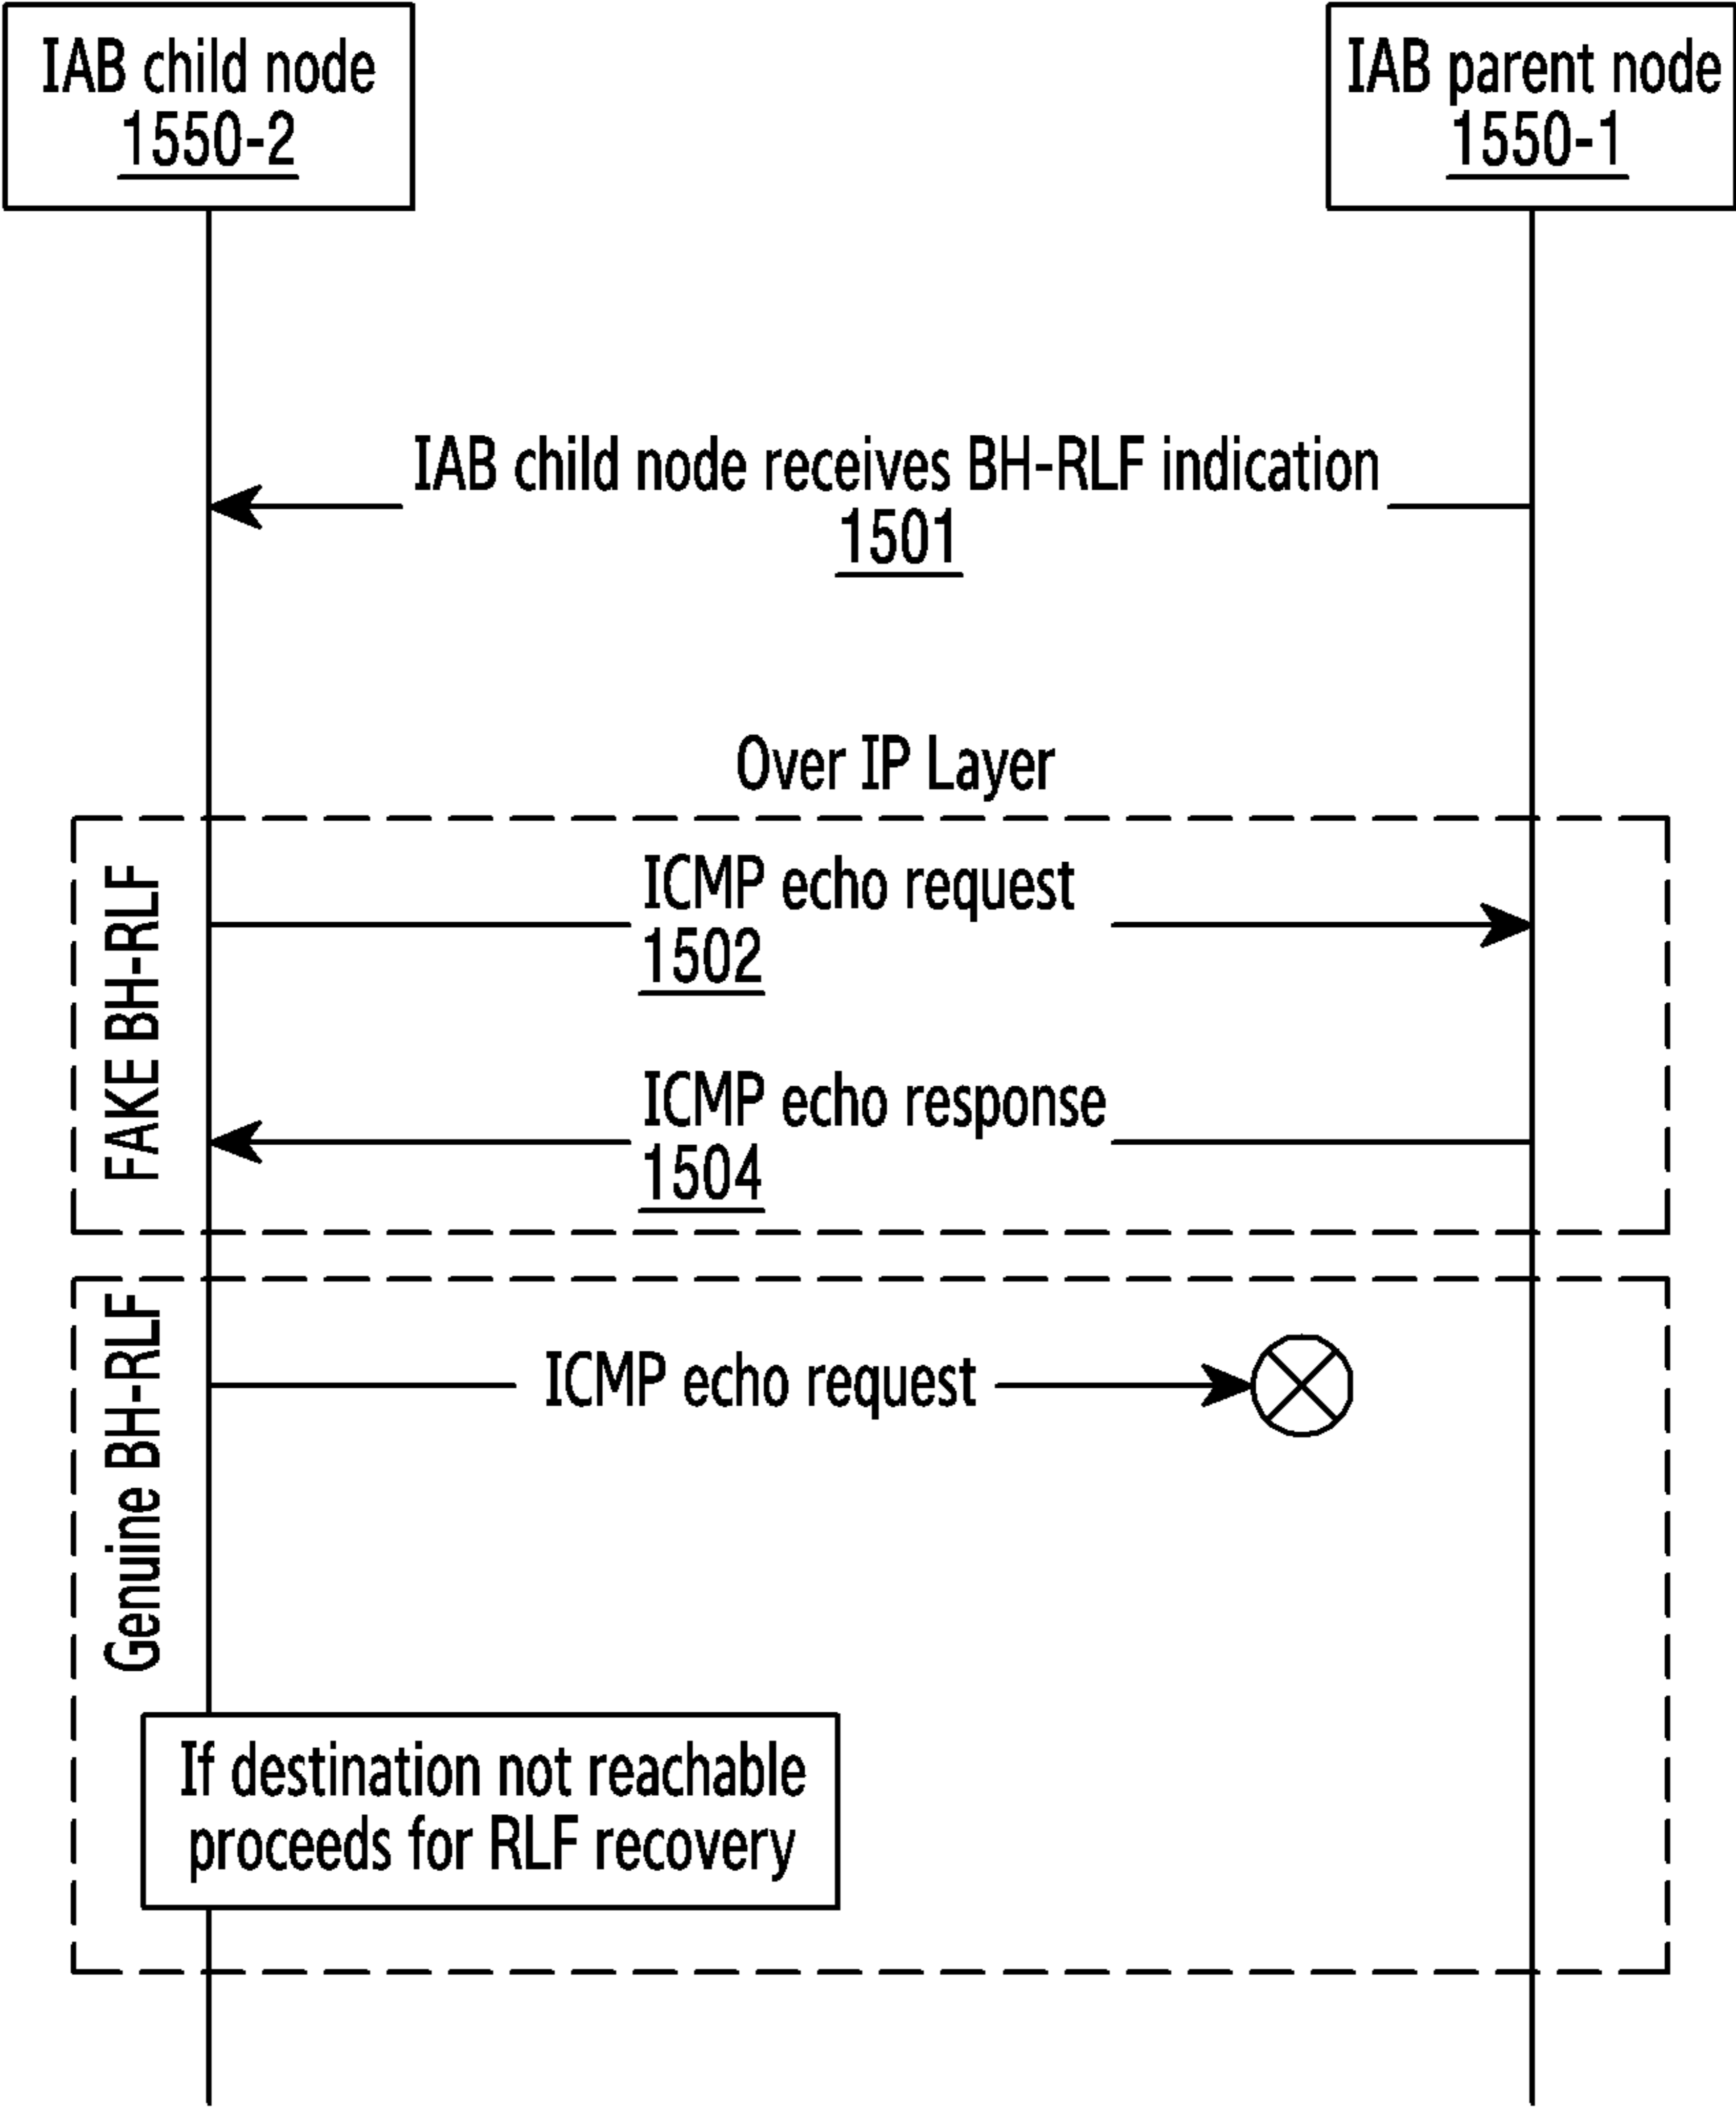 IAB child node
1550-2
IAB parent node
1550-1
IAB child node receives BH-RLF indication
1501
Over IP Layer
FAKE BH-RLF
ICMP echo request
1502
ICMP echo response
1504
Genuine BH-RLF
ICMP echo request
If destination not reachable
proceeds for RLF recovery